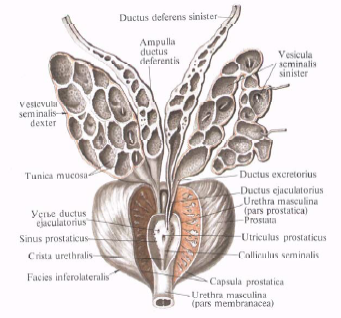 Ductus deferens sinister
Ampulla
ductus
deferentis
Vesicula
seminalis
sinister
Vesicvula
seminalis
dexter
Tunica mucosa
Ductus excretorius
Ductus ejaculatorius
Urethra masculina
(pars prostatica)
Prostata
Устье ductus
ejaculatorius
Sinus prostaticus
Utriculus prostaticus
Crista urethralis
Colliculus seminalis
Facies inferolateralis
Capsula prostatica
Urethra masculina
(pars membranacea)